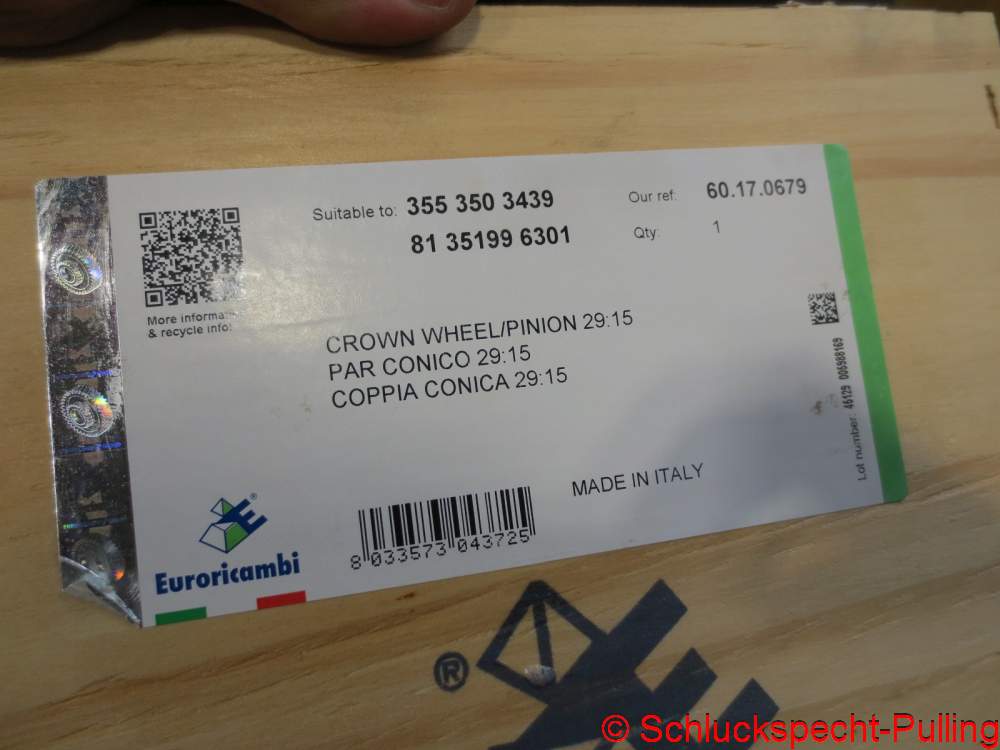 Suitable to: 355 350 3439
81 35199 6301
Our ref: 60.17.0679
Qty: 1
More informa
& recycle info:
CROWN WHEEL/PINION 29:15
PAR CONICO 29:15
COPPIA CONICA 29:15
Lot number: 46129 006988169
MADE IN ITALY
8 033573 043725
Euroricambi
®
®
© Schluckspecht-Pulling